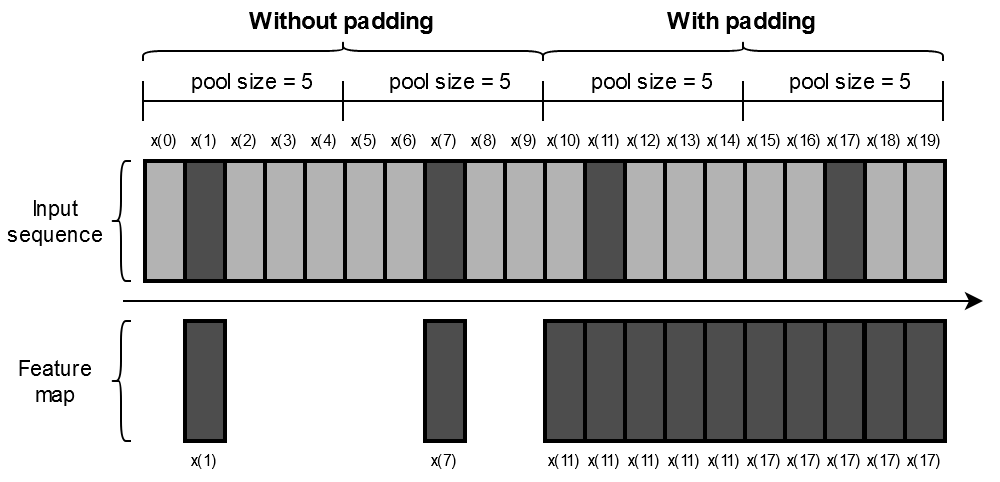 Without padding With padding
pool size = 5 pool size = 5 pool size = 5 pool size = 5
x(0) x(1) x(2) x(3) x(4) x(5) x(6) x(7) x(8) x(9) x(10) x(11) x(12) x(13) x(14) x(15) x(16) x(17) x(18) x(19)
Input
sequence
Feature
map
x(1) x(7) x(11) x(11) x(11) x(11) x(11) x(17) x(17) x(17) x(17) x(17)